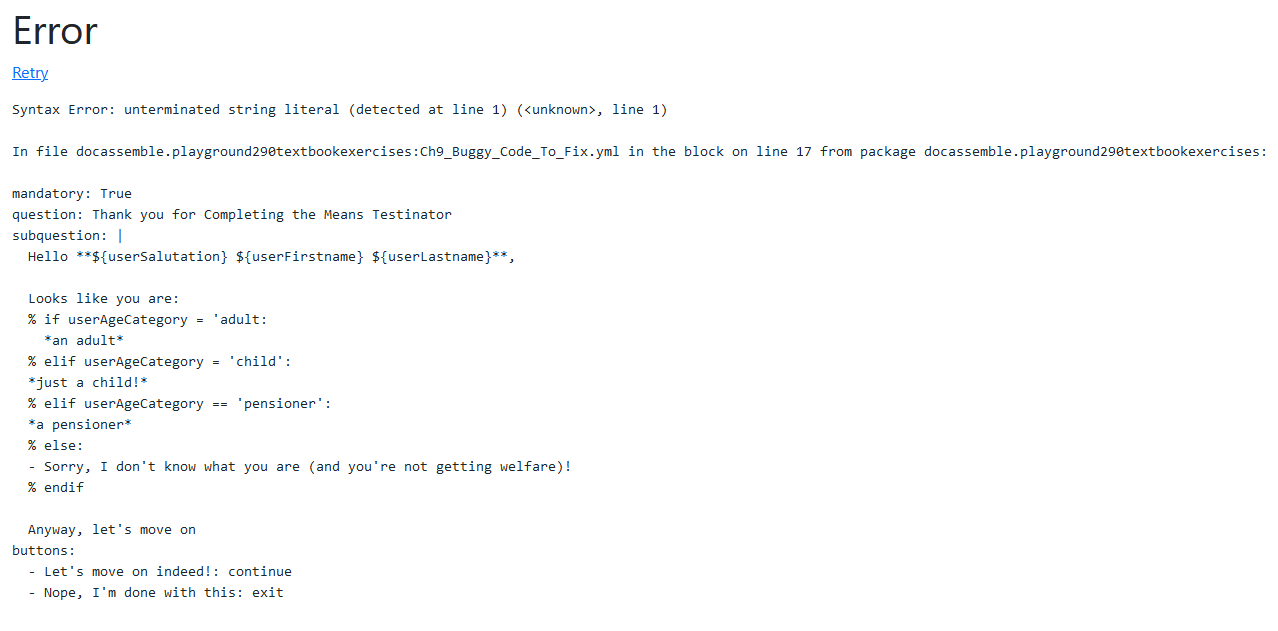 Error
Retry
Syntax Error: unterminated string literal (detected at line 1) (<unknown>, line 1)
In file docassemble.playground290textbookexercises:Ch9_Buggy_Code_To_Fix.yml in the block on line 17 from package docassemble.playground290textbookexercises:
mandatory: True
question: Thank you for Completing the Means Testinator
subquestion: |
  Hello **${userSalutation} ${userFirstname} ${userLastname}**,
  Looks like you are:
  % if userAgeCategory = 'adult:
    *an adult*
  % elif userAgeCategory = 'child':
  *just a child!*
  % elif userAgeCategory == 'pensioner':
  *a pensioner*
  % else:
  - Sorry, I don't know what you are (and you're not getting welfare)!
  % endif
  Anyway, let's move on
buttons:
  - Let's move on indeed!: continue
  - Nope, I'm done with this: exit